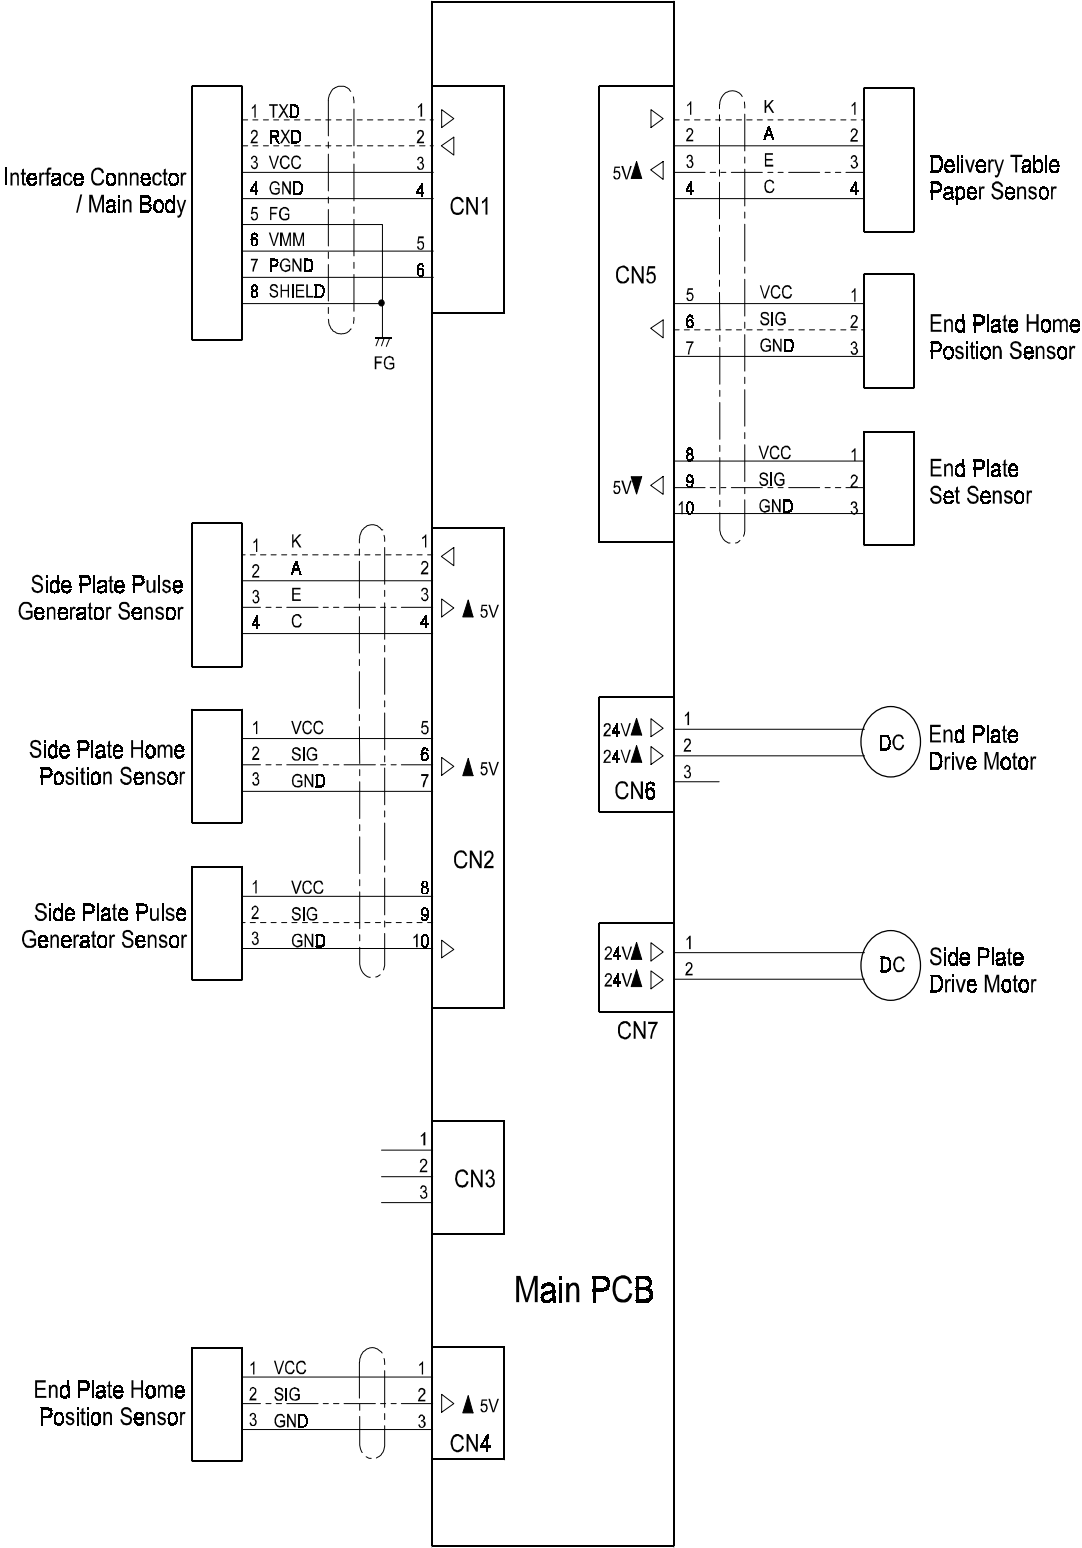 Interface Connector
/ Main Body
1 TXD 1
2 RXD 2
3 VCC 3
4 GND 4
5 FG
6 VMM 5
7 PGND 6
8 SHIELD
FG
CN1
Side Plate Pulse
Generator Sensor
1 K 1
2 A 2
3 E 3 5V
4 C 4
Side Plate Home
Position Sensor
1 VCC 5
2 SIG 6 5V
3 GND 7
CN2
Side Plate Pulse
Generator Sensor
1 VCC 8
2 SIG 9
3 GND 10
1
2
3
CN3
Main PCB
End Plate Home
Position Sensor
1 VCC 1
2 SIG 2 5V
3 GND 3
CN4
1 K 1
2 A 2
5V 3 E 3
4 C 4
Delivery Table
Paper Sensor
CN5
5 VCC 1
6 SIG 2
7 GND 3
End Plate Home
Position Sensor
8 VCC 1
5V 9 SIG 2
10 GND 3
End Plate
Set Sensor
24V 1
24V 2
3
CN6
DC
End Plate
Drive Motor
24V 1
24V 2
CN7
DC
Side Plate
Drive Motor